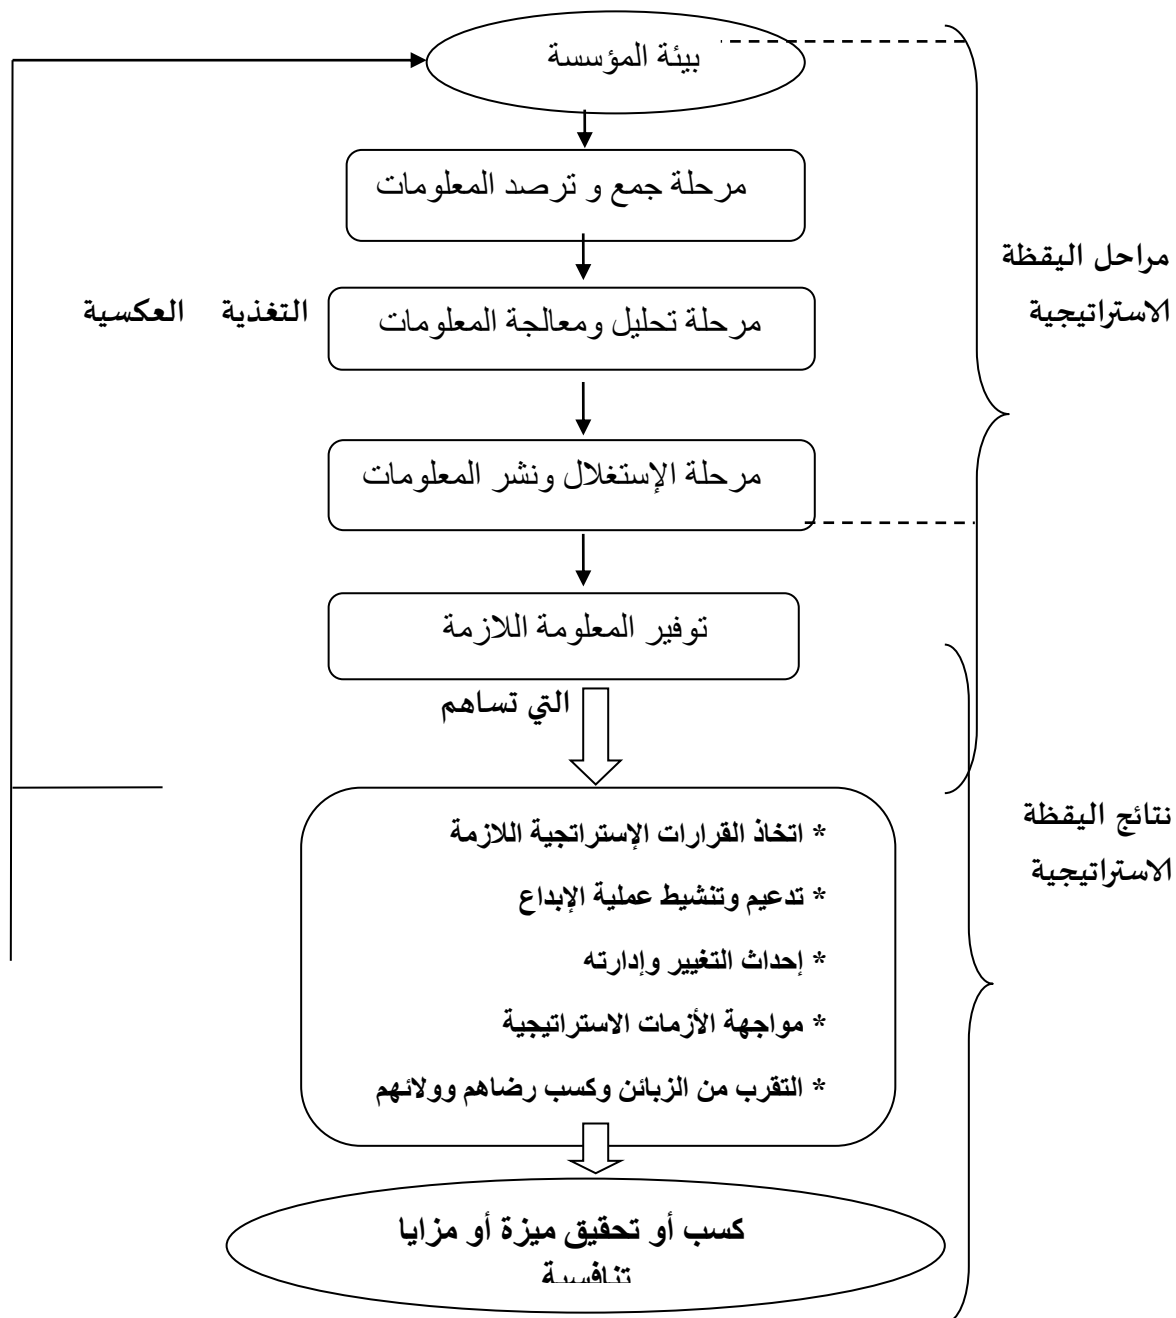 بيئة المؤسسة
مرحلة جمع و ترصد المعلومات
مراحل اليقظة
الاستراتيجية
التغذية العكسية
مرحلة تحليل ومعالجة المعلومات
مرحلة الإستغلال ونشر المعلومات
توفير المعلومة اللازمة
التي تساهم
نتائج اليقظة
الاستراتيجية
* اتخاذ القرارات الإستراتجية اللازمة
* تدعيم وتنشيط عملية الإبداع
* إحداث التغيير وإدارته
* مواجهة الأزمات الاستراتيجية
* التقرب من الزبائن وكسب رضاهم وولائهم
كسب أو تحقيق ميزة أو مزايا
تنافسية